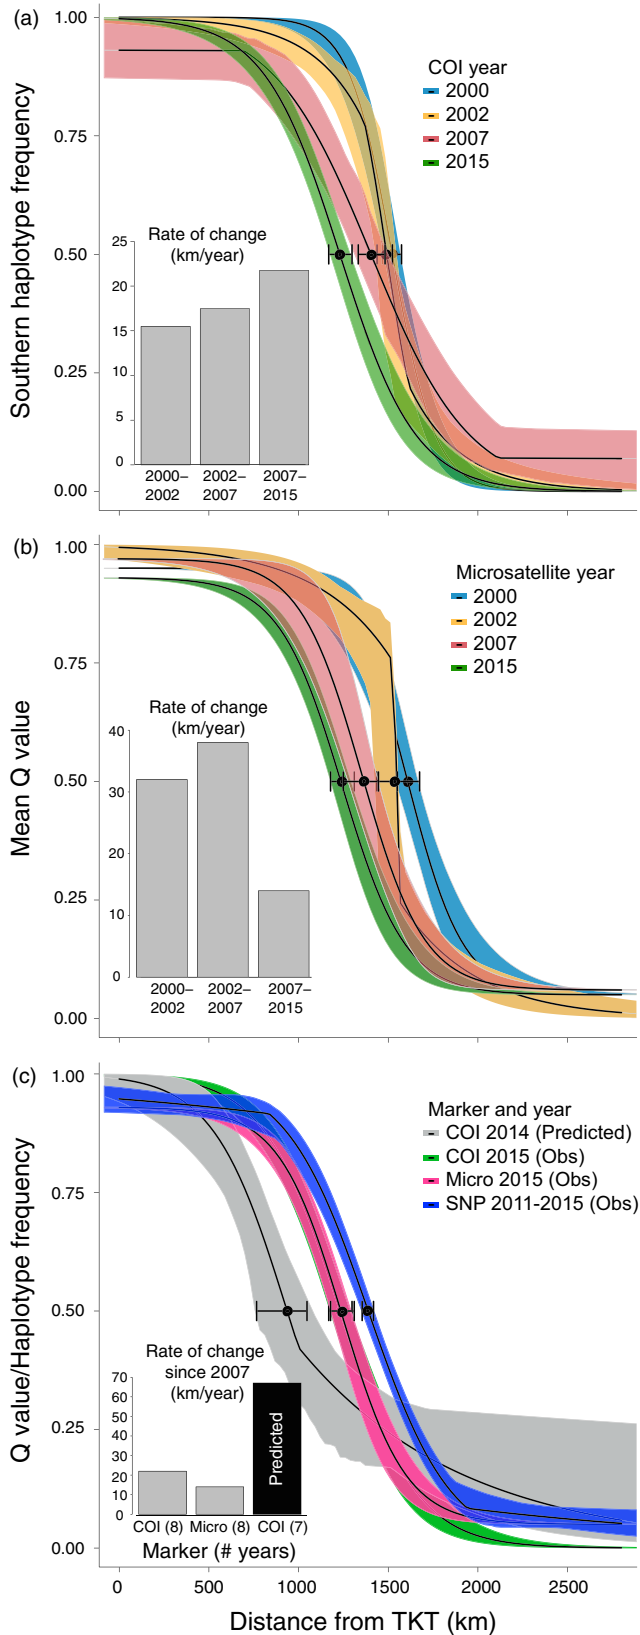 (a)
1.00
0.75
0.50
0.25
0.00
Southern haplotype frequency
COI year
2000
2002
2007
2015
Rate of change
(km/year)
25
20
15
10
5
0
2000–
2002
2002–
2007
2007–
2015
(b)
1.00
0.75
0.50
0.25
0.00
Mean Q value
Microsatellite year
2000
2002
2007
2015
Rate of change
(km/year)
40
30
20
10
0
2000–
2002
2002–
2007
2007–
2015
(c)
1.00
0.75
0.50
0.25
0.00
Q value/Haplotype frequency
Marker and year
COI 2014 (Predicted)
COI 2015 (Obs)
Micro 2015 (Obs)
SNP 2011-2015 (Obs)
Rate of change
since 2007
(km/year)
70
60
50
40
30
20
10
0
Predicted
COI (8)
Micro (8)
COI (7)
Marker (# years)
0
500
1000
1500
2000
2500
Distance from TKT (km)